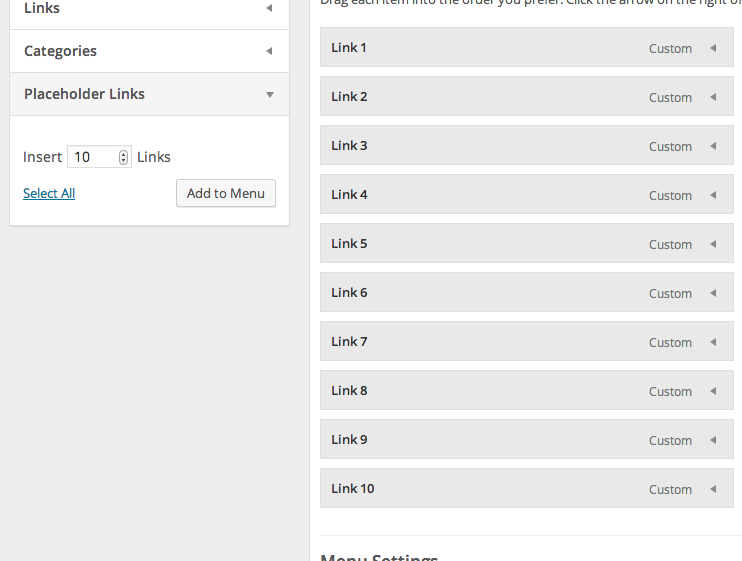 Links
Categories
Placeholder Links
Insert 10 Links
Select All
Add to Menu
Drag each item into the order you prefer. Click the arrow on the right of
Link 1 Custom
Link 2 Custom
Link 3 Custom
Link 4 Custom
Link 5 Custom
Link 6 Custom
Link 7 Custom
Link 8 Custom
Link 9 Custom
Link 10 Custom
Menu Settings